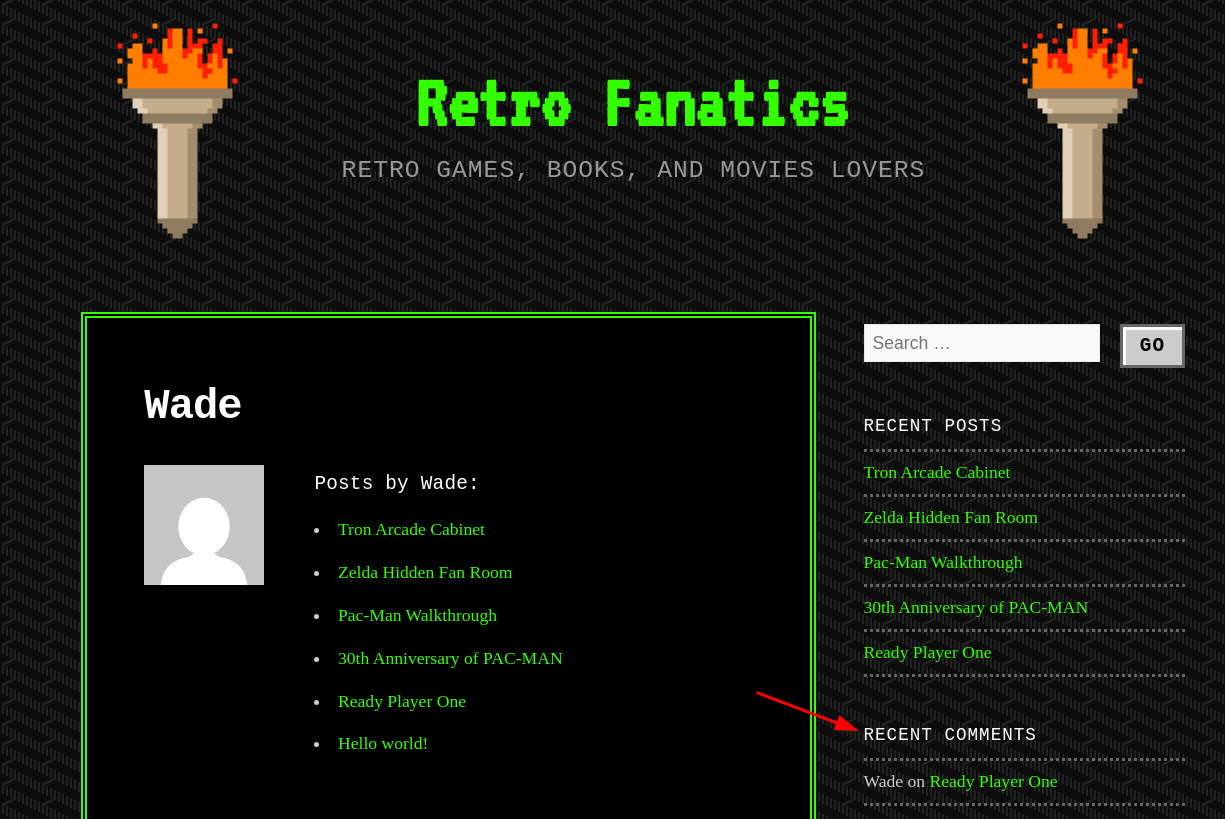 Retro Fanatics
RETRO GAMES, BOOKS, AND MOVIES LOVERS
Wade
Posts by Wade:
Tron Arcade Cabinet
Zelda Hidden Fan Room
Pac-Man Walkthrough
30th Anniversary of PAC-MAN
Ready Player One
Hello world!
Search …
GO
RECENT POSTS
Tron Arcade Cabinet
Zelda Hidden Fan Room
Pac-Man Walkthrough
30th Anniversary of PAC-MAN
Ready Player One
RECENT COMMENTS
Wade on Ready Player One